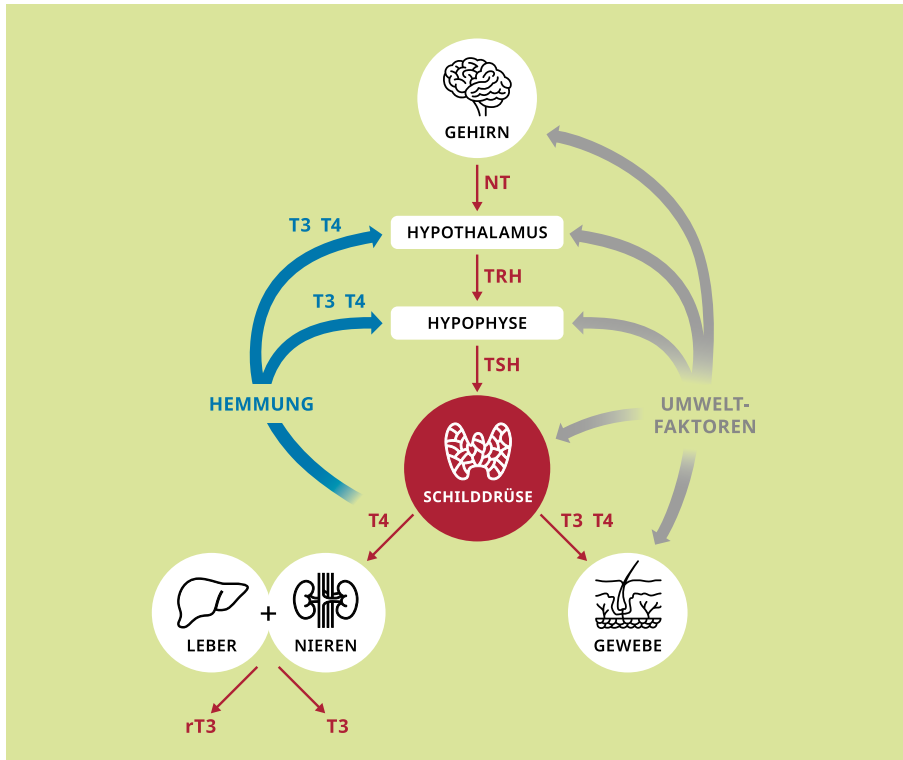 GEHIRN
NT
T3 T4
HYPOTHALAMUS
TRH
T3 T4
HYPOPHYSE
TSH
HEMMUNG
UMWELT-
FAKTOREN
SCHILDDRÜSE
T4
T3 T4
+
LEBER
NIEREN
GEWEBE
rT3
T3